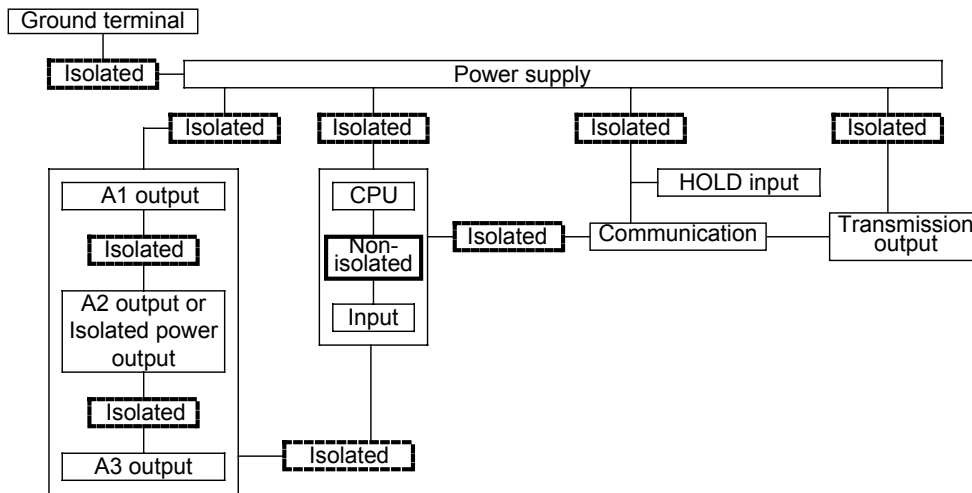 Ground terminal
Isolated
Power supply
Isolated
Isolated
Isolated
Isolated
A1 output
CPU
HOLD input
Isolated
Non-
isolated
Isolated
Communication
Transmission
output
A2 output or
Isolated power
output
Input
Isolated
A3 output
Isolated